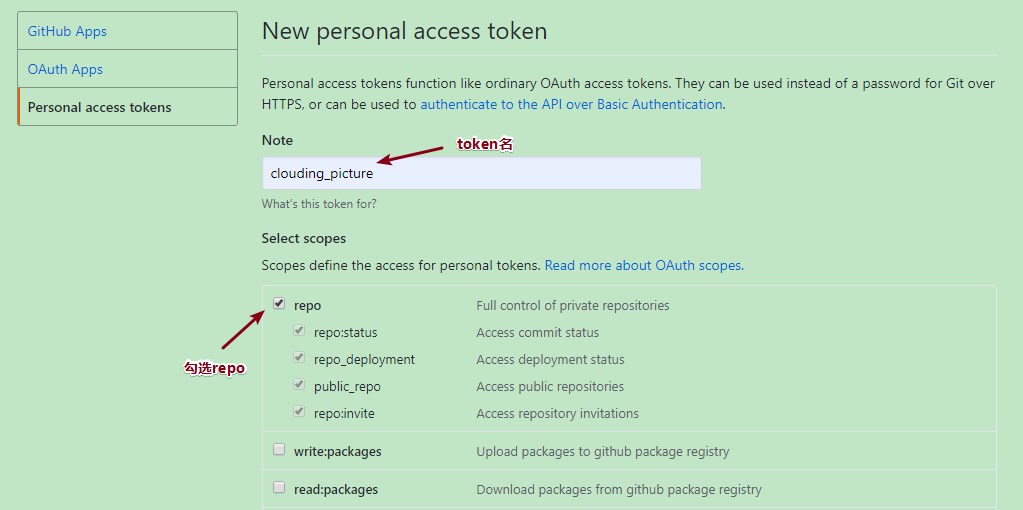 GitHub Apps
OAuth Apps
Personal access tokens
New personal access token
Personal access tokens function like ordinary OAuth access tokens. They can be used instead of a password for Git over
HTTPS, or can be used to authenticate to the API over Basic Authentication.
Note
token名
clouding_picture
What's this token for?
Select scopes
Scopes define the access for personal tokens. Read more about OAuth scopes.
repo Full control of private repositories
repo:status Access commit status
repo_deployment Access deployment status
勾选repo
public_repo Access public repositories
repo:invite Access repository invitations
write:packages Upload packages to github package registry
read:packages Download packages from github package registry